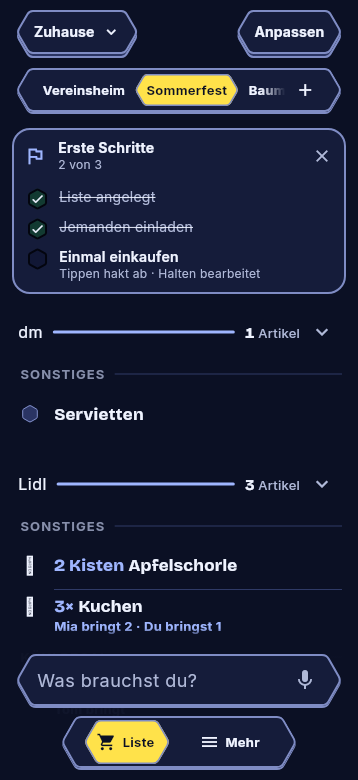 Zuhause
Anpassen
Vereinsheim
Sommerfest
Baum
Erste Schritte
2 von 3
Liste angelegt
Jemanden einladen
Einmal einkaufen
Tippen hakt ab · Halten bearbeitet
dm
1 Artikel
SONSTIGES
Servietten
Lidl
3 Artikel
SONSTIGES
2 Kisten Apfelschorle
3× Kuchen
Mia bringt 2 · Du bringst 1
Was brauchst du?
Liste
Mehr